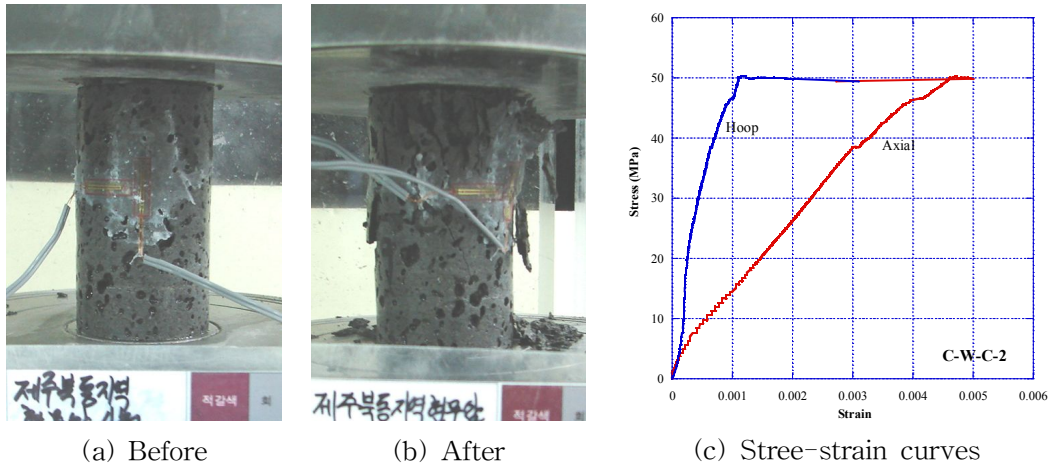 제주북동지역
적갈색
회
제주북동지역현무암
적갈색
회
60
50
40
30
20
10
0
Stress (MPa)
Hoop
Axial
C-W-C-2
0 0.001 0.002 0.003 0.004 0.005 0.006
Strain
(a) Before
(b) After
(c) Stree-strain curves